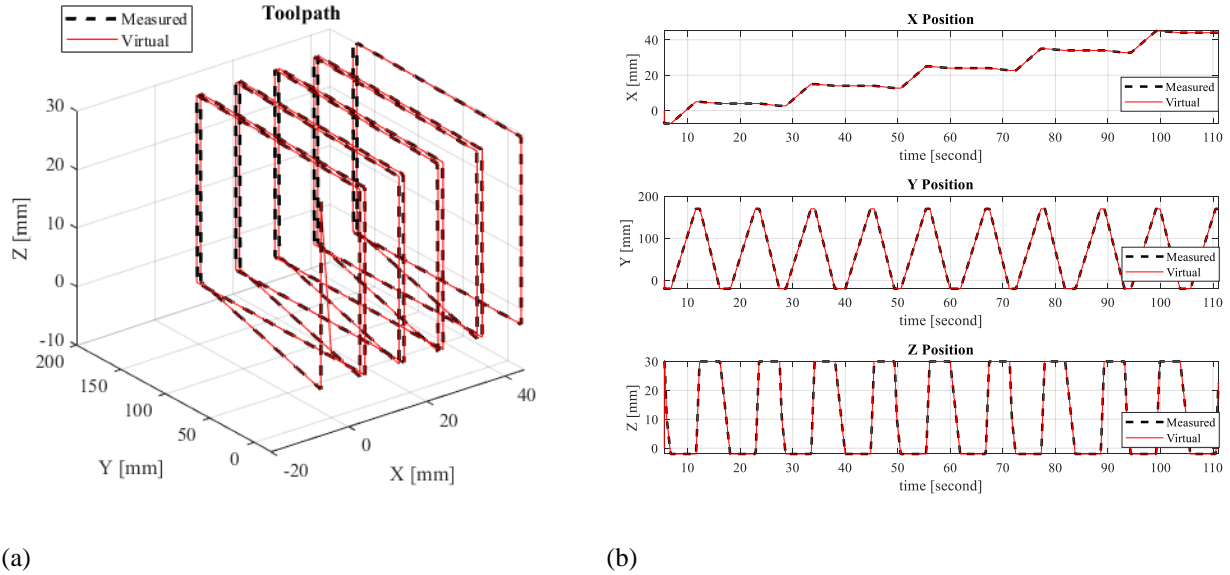 Toolpath
Measured
Virtual
30
20
10
0
-10
Z [mm]
200
150
100
50
0
Y [mm]
-20
0
20
40
X [mm]
(a)
X Position
40
20
0
X [mm]
Measured
Virtual
10 20 30 40 50 60 70 80 90 100 110
time [second]
Y Position
200
100
0
Y [mm]
Measured
Virtual
10 20 30 40 50 60 70 80 90 100 110
time [second]
Z Position
30
20
10
0
Z [mm]
Measured
Virtual
10 20 30 40 50 60 70 80 90 100 110
time [second]
(b)